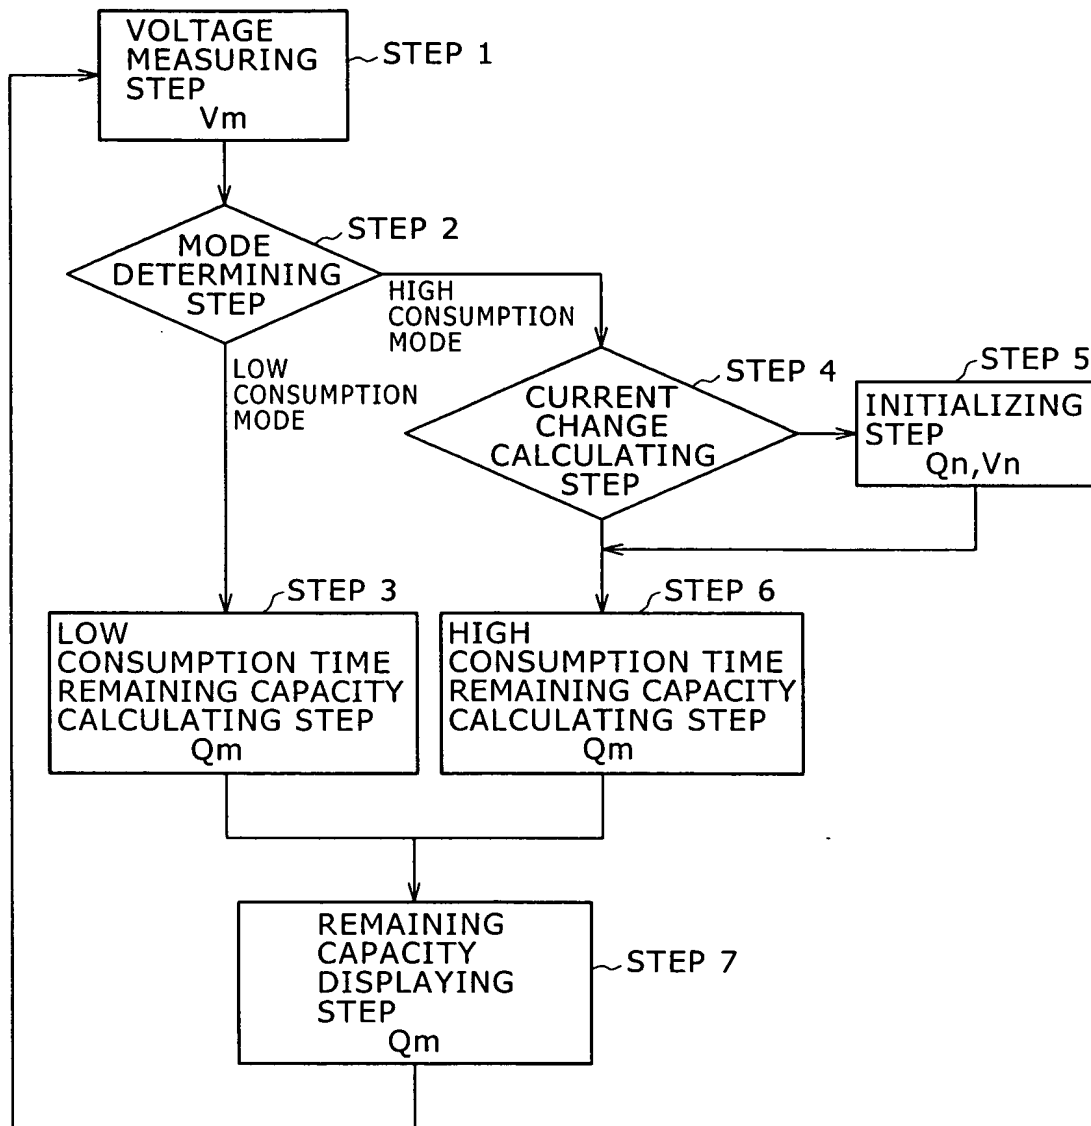 VOLTAGE
MEASURING
STEP
Vm
STEP 1
MODE
DETERMINING
STEP
STEP 2
HIGH
CONSUMPTION
MODE
LOW
CONSUMPTION
MODE
CURRENT
CHANGE
CALCULATING
STEP
STEP 4
INITIALIZING
STEP
Qn,Vn
STEP 5
LOW
CONSUMPTION TIME
REMAINING CAPACITY
CALCULATING STEP
Qm
STEP 3
HIGH
CONSUMPTION TIME
REMAINING CAPACITY
CALCULATING STEP
Qm
STEP 6
REMAINING
CAPACITY
DISPLAYING
STEP
Qm
STEP 7